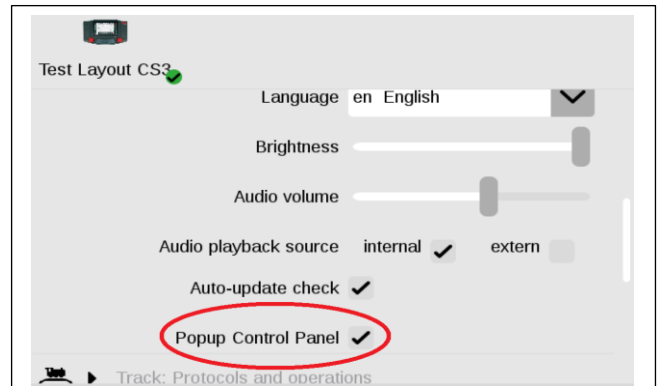 Test Layout CS3
Language en English
Brightness
Audio volume
Audio playback source internal extern
Auto-update check
Popup Control Panel
Track: Protocols and operations